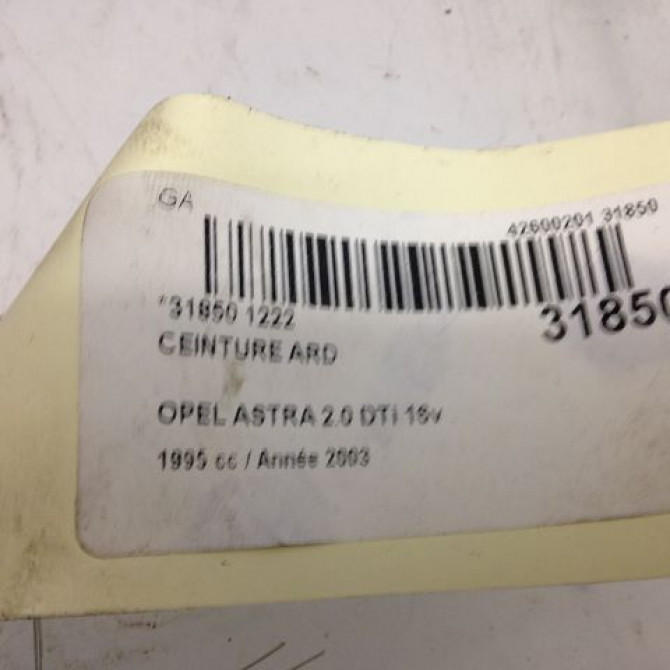 GA
42600201 31850
*31850 1222
31850
CEINTURE ARD
OPEL ASTRA 2.0 DTi 16v
1995 cc / Année 2003